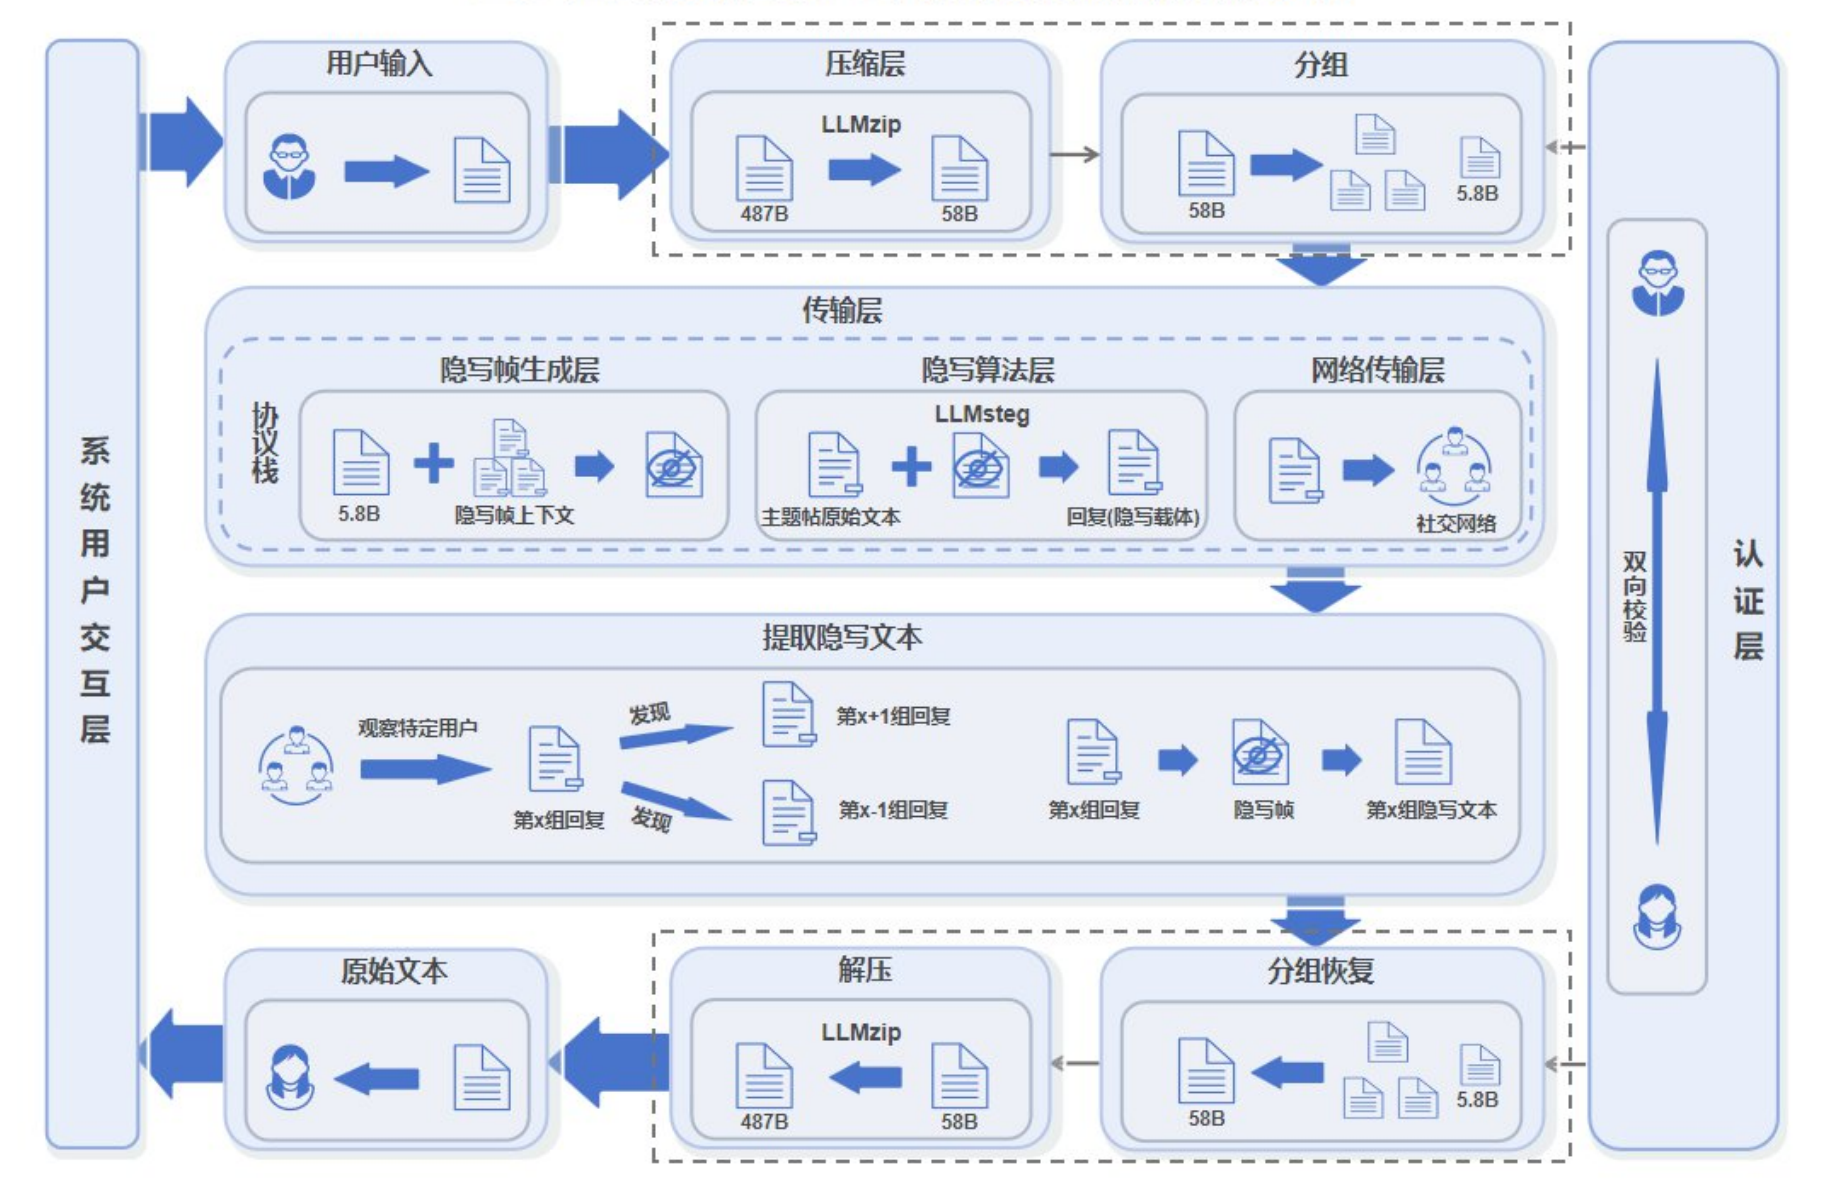 系统用户交互层
用户输入
压缩层
LLMzip
487B
58B
分组
58B
5.8B
传输层
协议栈
隐写帧生成层
5.8B
隐写帧上下文
隐写算法层
LLMsteg
主题帖原始文本
回复(隐写载体)
网络传输层
社交网络
提取隐写文本
观察特定用户
第x组回复
发现
发现
第x+1组回复
第x-1组回复
第x组回复
隐写帧
第x组隐写文本
原始文本
解压
LLMzip
487B
58B
分组恢复
58B
5.8B
双向校验
认证层